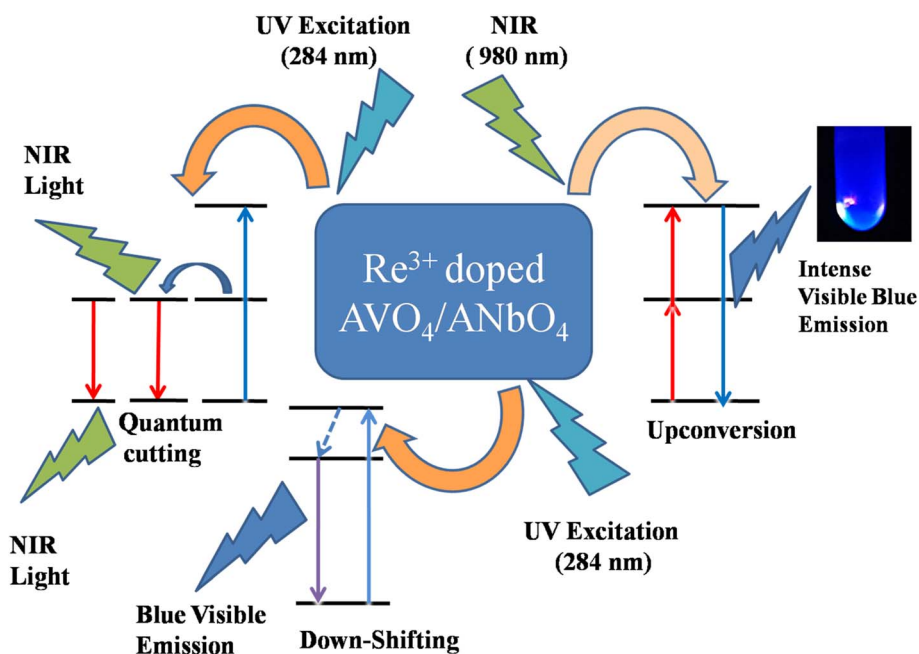 UV Excitation
(284 nm)
NIR
( 980 nm)
NIR
Light
Re³⁺ doped
AVO₄/ANbO₄
Intense
Visible Blue
Emission
Quantum
cutting
Upconversion
NIR
Light
UV Excitation
(284 nm)
Blue Visible
Emission
Down-Shifting